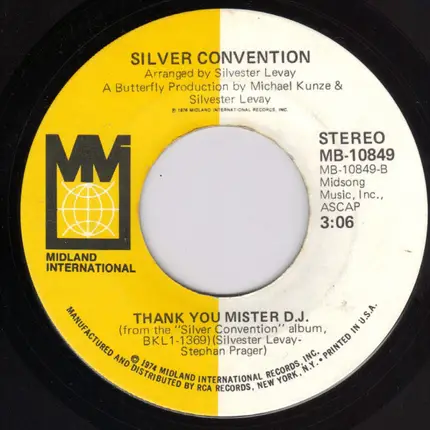 SILVER CONVENTION
Arranged by Silvester Levay
A Butterfly Production by Michael Kunze &
Silvester Levay
℗ 1976 MIDLAND INTERNATIONAL RECORDS, INC.
STEREO
MB-10849
MB-10849-B
Midsong
Music, Inc.,
ASCAP
3:06
MIDLAND
INTERNATIONAL
THANK YOU MISTER D.J.
(from the "Silver Convention" album,
BKL1-1369) (Silvester Levay-
Stephan Prager)
© 1974 MIDLAND INTERNATIONAL RECORDS, INC.
MANUFACTURED AND DISTRIBUTED BY RCA RECORDS, NEW YORK, N.Y. • PRINTED IN U.S.A.